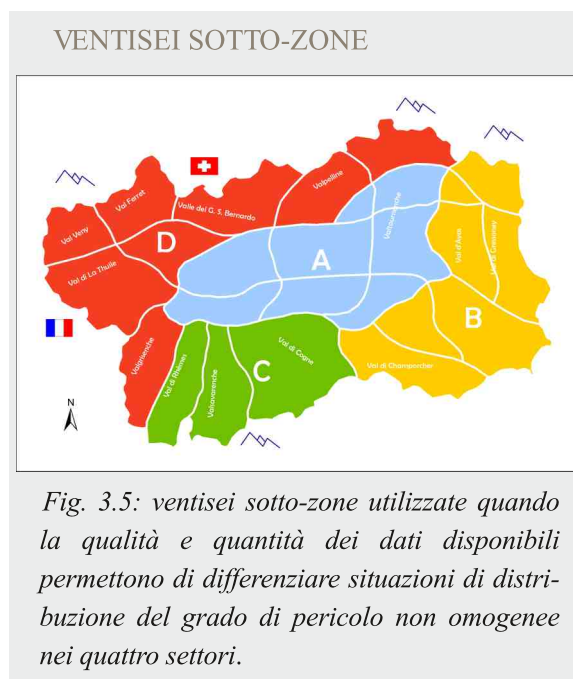 VENTISEI SOTTO-ZONE
Val Ferret
Valpelline
Valle del G. S. Bernardo
Val Veny
Valtournenche
D
Val d'Ayas
Val di Gressoney
A
Val di La Thuile
B
Valgrisenche
Val di Rhêmes
Valsavarenche
C
Val di Cogne
Val di Champorcher
N
Fig. 3.5: ventisei sotto-zone utilizzate quando
la qualità e quantità dei dati disponibili
permettono di differenziare situazioni di distri-
buzione del grado di pericolo non omogenee
nei quattro settori.